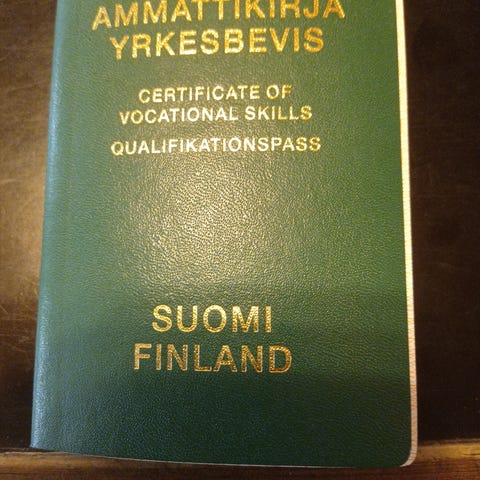 AMMATTIKIRJA
YRKESBEVIS
CERTIFICATE OF
VOCATIONAL SKILLS
QUALIFIKATIONSPASS
SUOMI
FINLAND